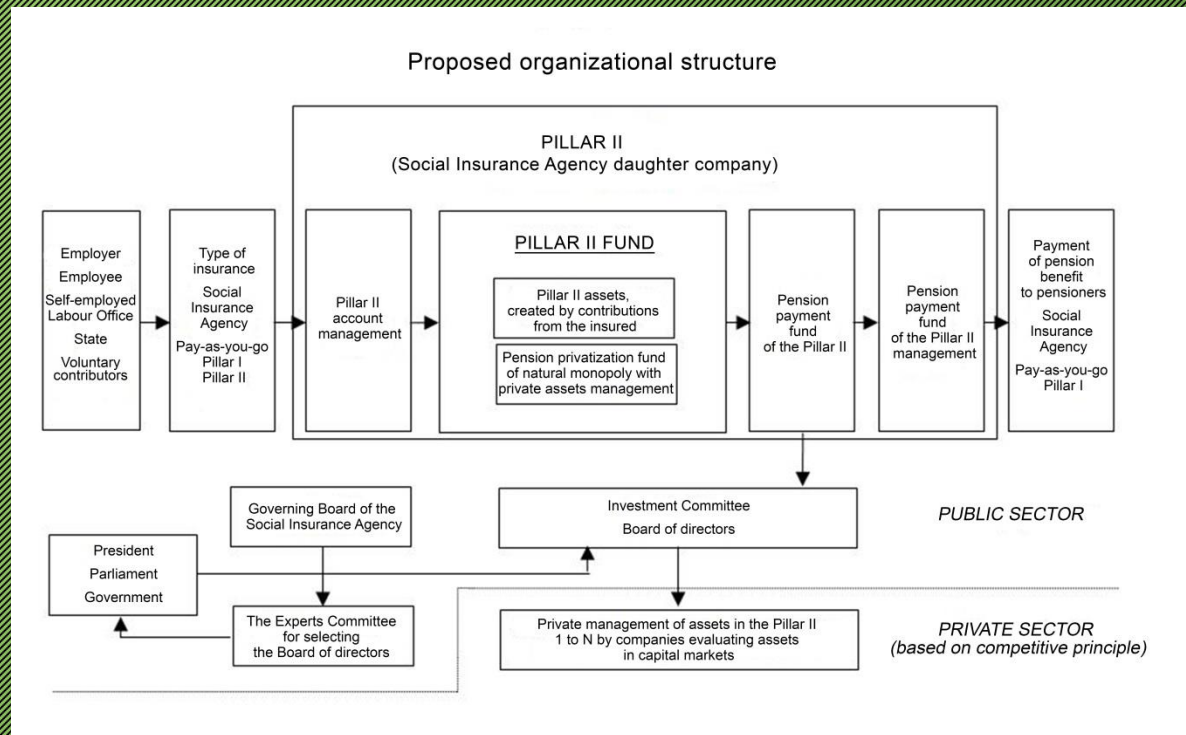 Proposed organizational structure
PILLAR II
(Social Insurance Agency daughter company)
Employer
Employee
Self-employed
Labour Office
State
Voluntary
contributors
Type of
insurance
Social
Insurance
Agency
Pay-as-you-go
Pillar I
Pillar II
Pillar II
account
management
PILLAR II FUND
Pillar II assets,
created by contributions
from the insured
Pension privatization fund
of natural monopoly with
private assets management
Pension
payment
fund
of the Pillar II
Pension
payment
fund
of the Pillar II
management
Payment
of pension
benefit
to pensioners
Social
Insurance
Agency
Pay-as-you-go
Pillar I
Governing Board of the
Social Insurance Agency
Investment Committee
Board of directors
PUBLIC SECTOR
President
Parliament
Government
The Experts Committee
for selecting
the Board of directors
Private management of assets in the Pillar II
1 to N by companies evaluating assets
in capital markets
PRIVATE SECTOR
(based on competitive principle)